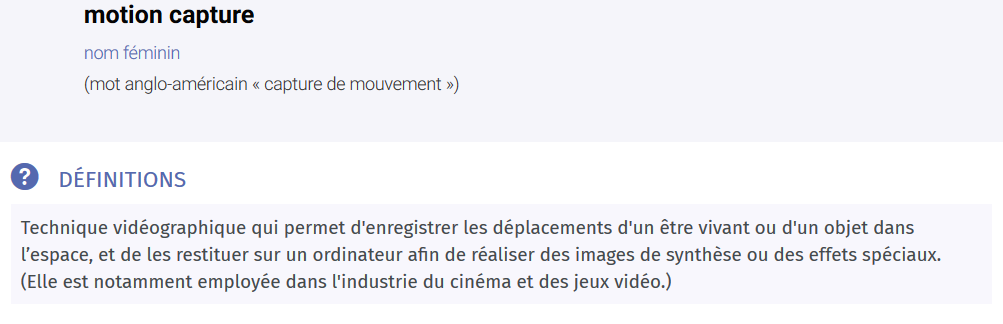 motion capture
nom féminin
(mot anglo-américain « capture de mouvement »)
? DÉFINITIONS
Technique vidéographique qui permet d'enregistrer les déplacements d'un être vivant ou d'un objet dans
l’espace, et de les restituer sur un ordinateur afin de réaliser des images de synthèse ou des effets spéciaux.
(Elle est notamment employée dans l'industrie du cinéma et des jeux vidéo.)